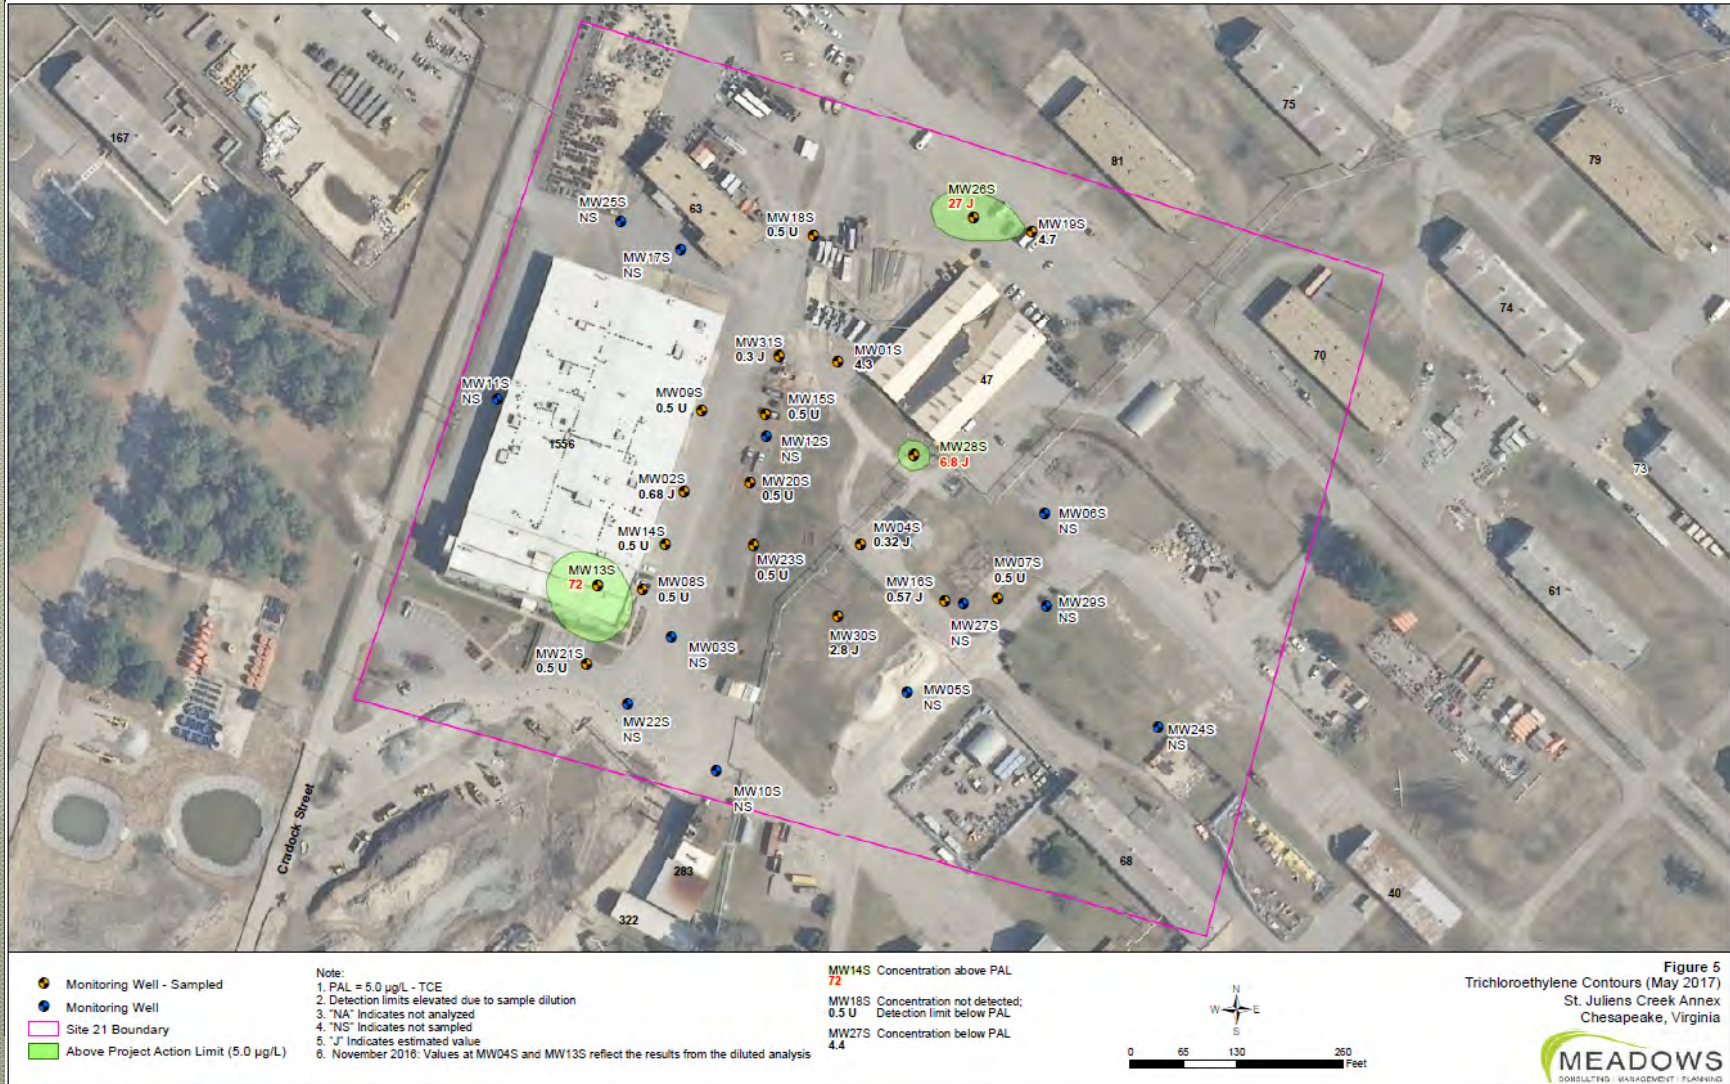 75
79
167
81
MW26S
27 J
MW25S
NS
63
MW18S
0.5 U
MW19S
4.7
MW17S
NS
74
MW31S
0.3 J
MW01S
4.3
70
47
MW11S
NS
MW09S
0.5 U
MW15S
0.5 U
1556
MW12S
NS
MW28S
6.8 J
73
MW02S
0.68 J
MW20S
0.5 U
MW06S
NS
MW14S
0.5 U
MW04S
0.32 J
MW23S
0.5 U
MW13S
72
MW08S
0.5 U
MW16S
0.57 J
MW07S
0.5 U
61
MW29S
NS
MW27S
NS
MW30S
2.8 J
MW03S
NS
MW21S
0.5 U
MW05S
NS
MW22S
NS
MW24S
NS
MW10S
NS
Cradock Street
283
68
40
322
Monitoring Well - Sampled
Monitoring Well
Site 21 Boundary
Above Project Action Limit (5.0 µg/L)
Note:
1. PAL = 5.0 µg/L - TCE
2. Detection limits elevated due to sample dilution
3. "NA" Indicates not analyzed
4. "NS" Indicates not sampled
5. "J" Indicates estimated value
6. November 2016: Values at MW04S and MW13S reflect the results from the diluted analysis
MW14S Concentration above PAL
72
MW18S Concentration not detected;
0.5 U Detection limit below PAL
MW27S Concentration below PAL
4.4
N
W E
S
0 65 130 260
Feet
Figure 5
Trichloroethylene Contours (May 2017)
St. Juliens Creek Annex
Chesapeake, Virginia
MEADOWS
CONSULTING | MANAGEMENT | PLANNING